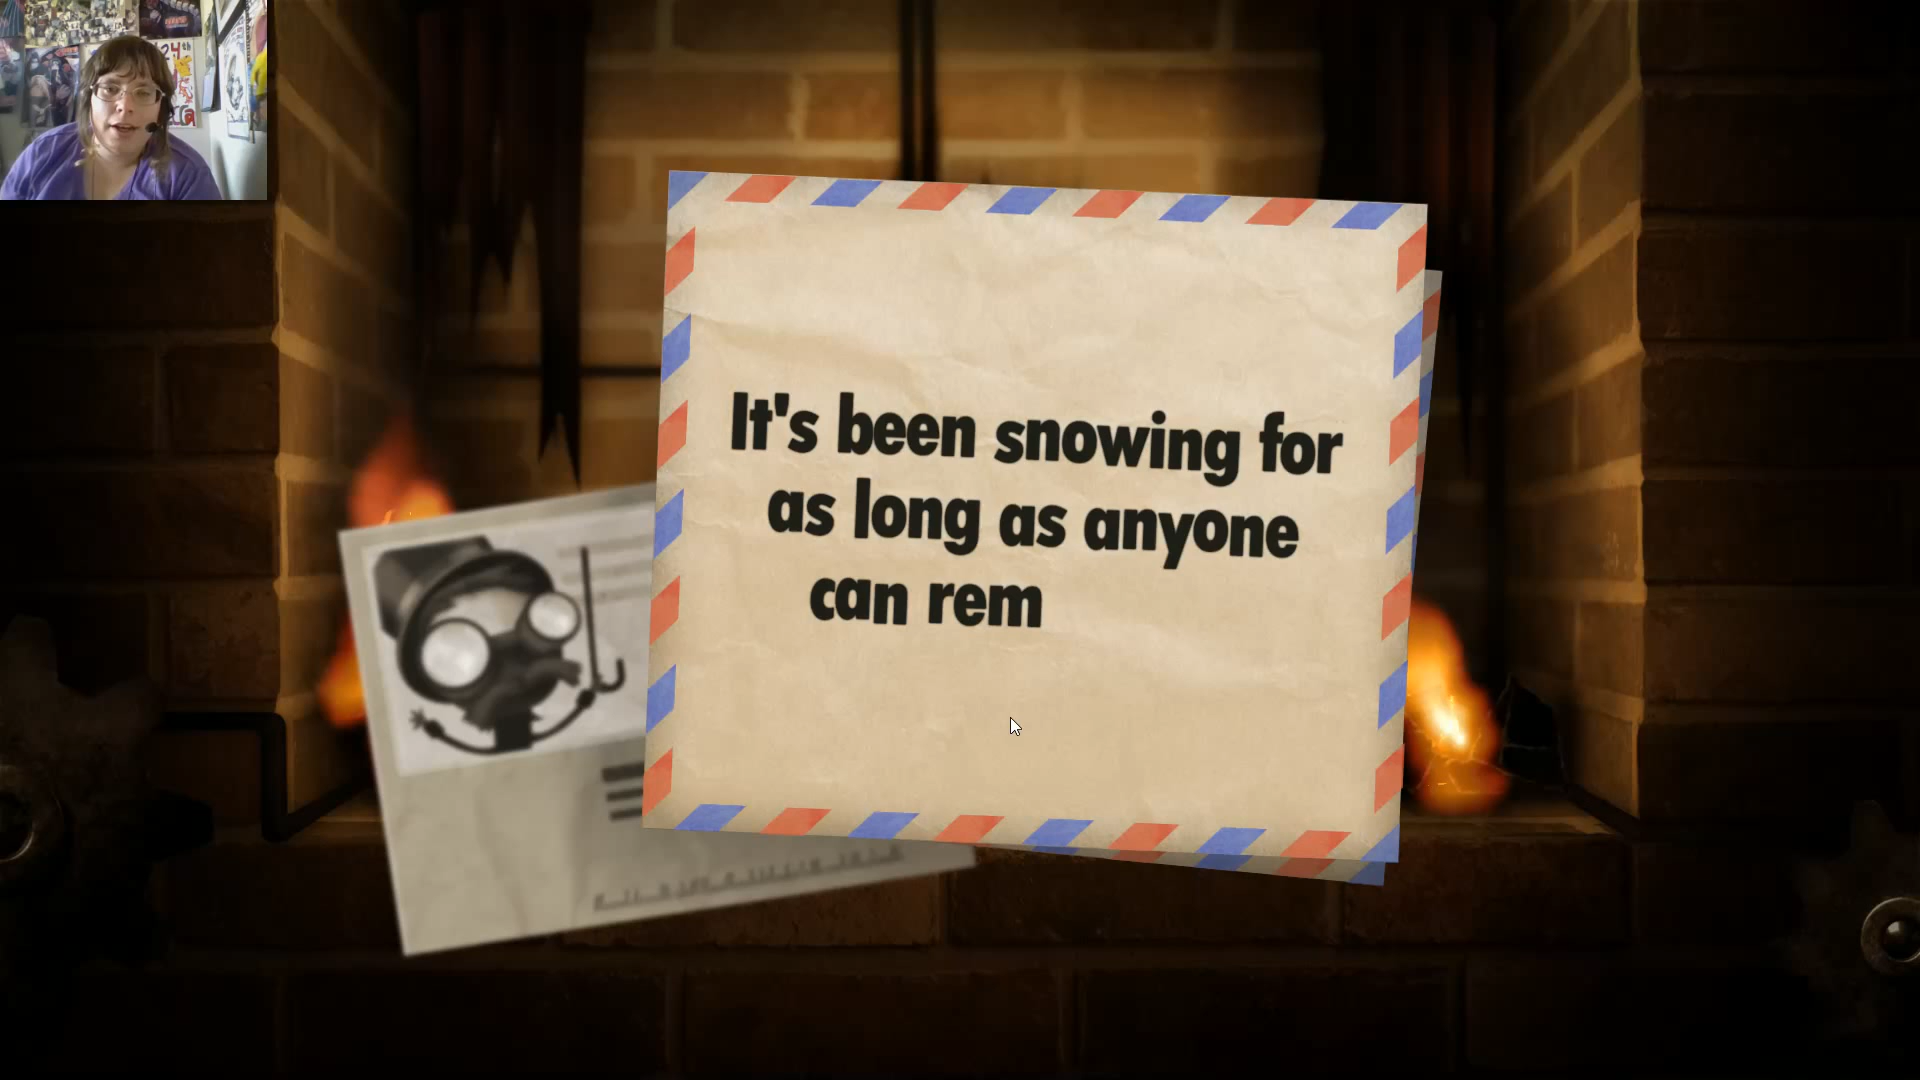 It's been snowing for
as long as anyone
can rem